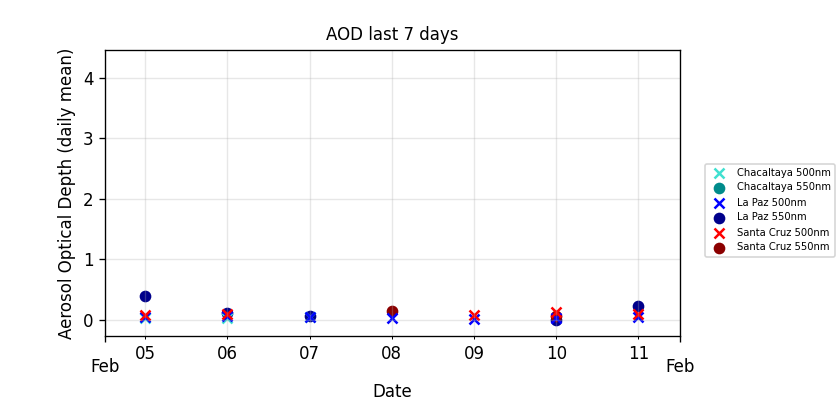 AOD last 7 days
Aerosol Optical Depth (daily mean)
4
3
2
1
0
05 06 07 08 09 10 11
Feb Feb
Date
Chacaltaya 500nm
Chacaltaya 550nm
La Paz 500nm
La Paz 550nm
Santa Cruz 500nm
Santa Cruz 550nm